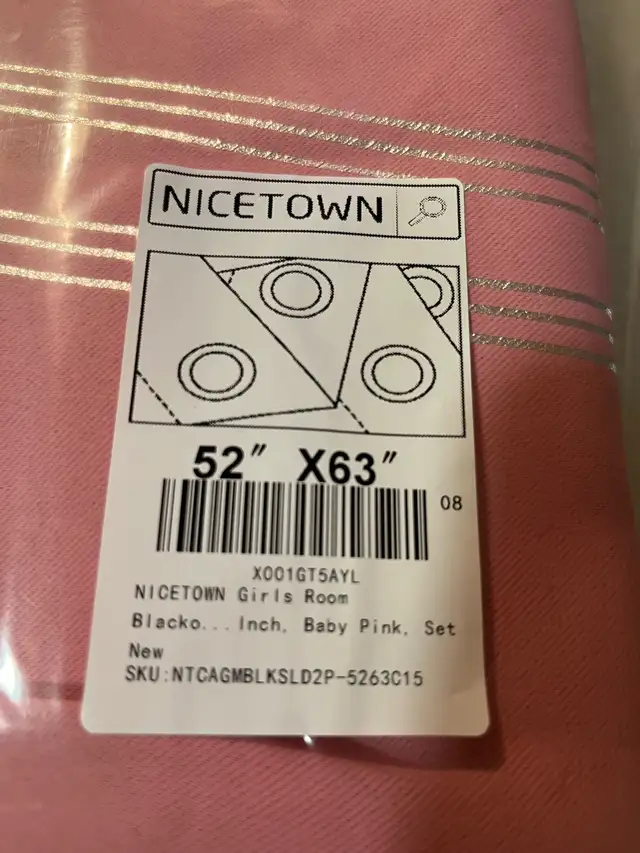 NICETOWN
52" X63"
08
X001GT5AYL
NICETOWN Girls Room
Blacko... Inch, Baby Pink, Set
New
SKU:NTCAGMBLKSLD2P-5263C15